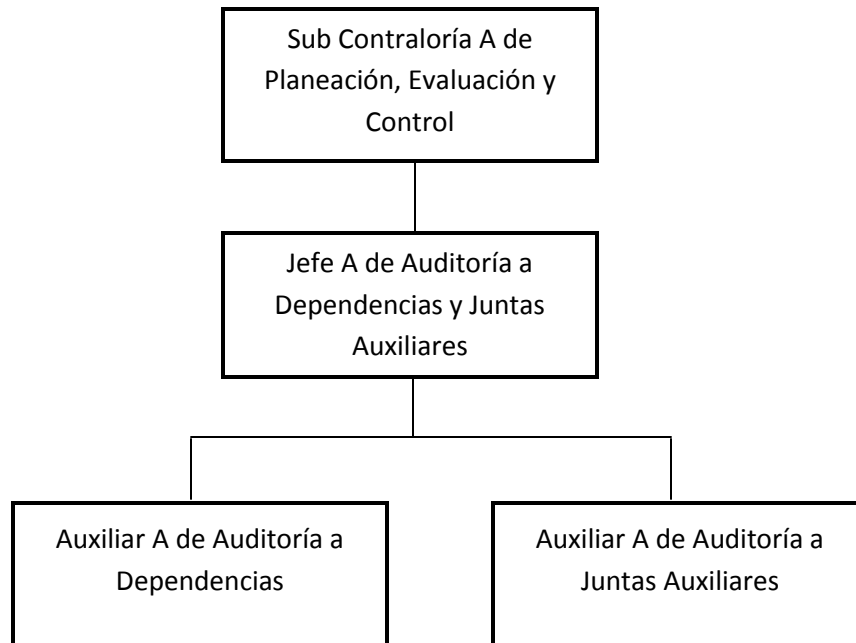 Sub Contraloría A de
Planeación, Evaluación y
Control
Jefe A de Auditoría a
Dependencias y Juntas
Auxiliares
Auxiliar A de Auditoría a
Dependencias
Auxiliar A de Auditoría a
Juntas Auxiliares